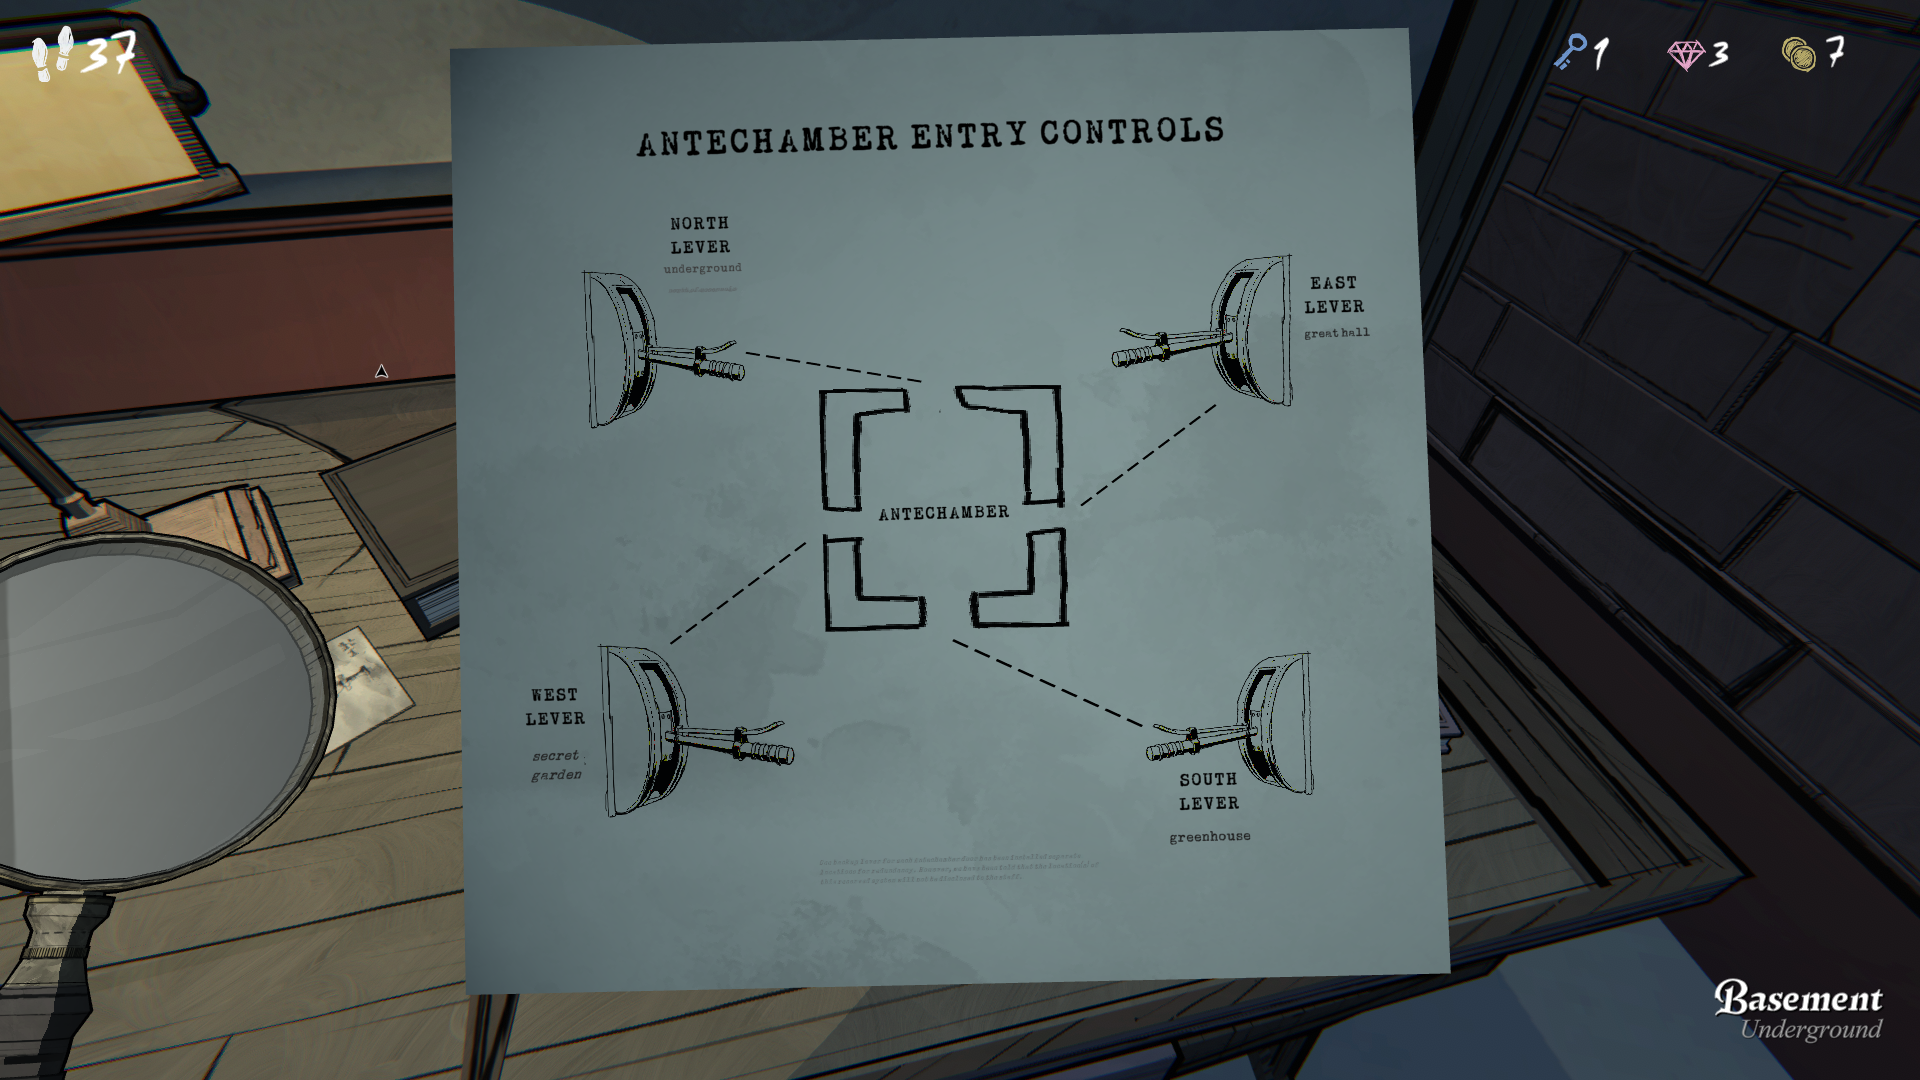 37
1
3
7
ANTECHAMBER ENTRY CONTROLS
NORTH
LEVER
underground
EAST
LEVER
great hall
ANTECHAMBER
WEST
LEVER
secret
garden
SOUTH
LEVER
greenhouse
Basement
Underground